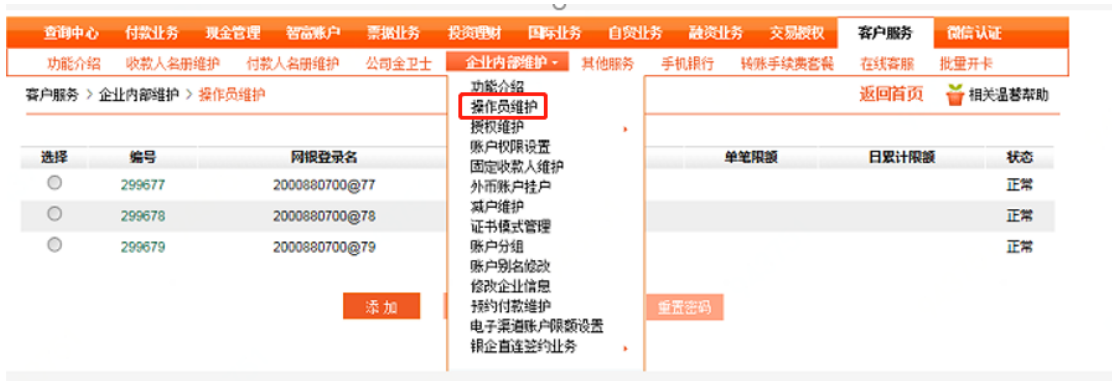 查询中心 付款业务 现金管理 智富账户 票据业务 投资理财 国际业务 自贸业务 融资业务 交易授权 客户服务 微信认证
功能介绍 收款人名册维护 付款人名册维护 公司金卫士 企业内部维护 其他服务 手机银行 转账手续费套餐 在线客服 批量开卡
客户服务 > 企业内部维护 > 操作员维护 返回首页 相关温馨帮助
功能介绍
操作员维护
授权维护
账户权限设置
固定收款人维护
外币账户挂户
减户维护
证书模式管理
账户分组
账户别名修改
修改企业信息
预约付款维护
电子渠道账户限额设置
银企直连签约业务
选择 编号 网银登录名 单笔限额 日累计限额 状态
299677 2000880700@77 正常
299678 2000880700@78 正常
299679 2000880700@79 正常
添加 重置密码